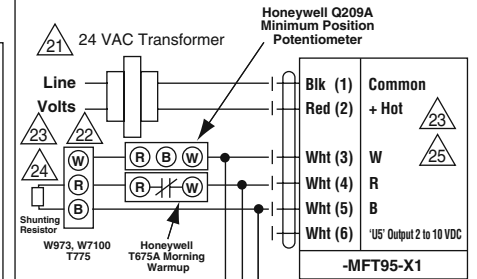 Honeywell Q209A
Minimum Position
Potentiometer
21
24 VAC Transformer
Line
Volts
Blk (1) Common
Red (2) + Hot
23
23
22
25
W
R B W
Wht (3) W
24
R
R W
Wht (4) R
B
Wht (5) B
Shunting
Resistor
Wht (6) ‘U5’ Output 2 to 10 VDC
W973, W7100
T775
Honeywell
T675A Morning
Warmup
-MFT95-X1